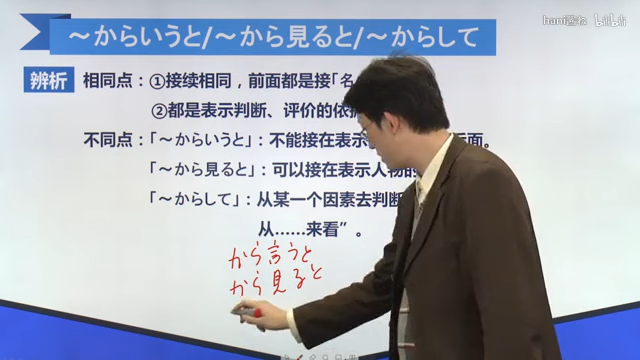 hani酱ね bilibili
～からいうと/～から見ると/～からして
辨析 相同点：①接续相同，前面都是接「名
②都是表示判断、评价的依
不同点：「～からいうと」：不能接在表示 面。
「～から見ると」：可以接在表示人物的
「～からして」：从某一个因素去判断
从……来看”。
から言うと
から見ると